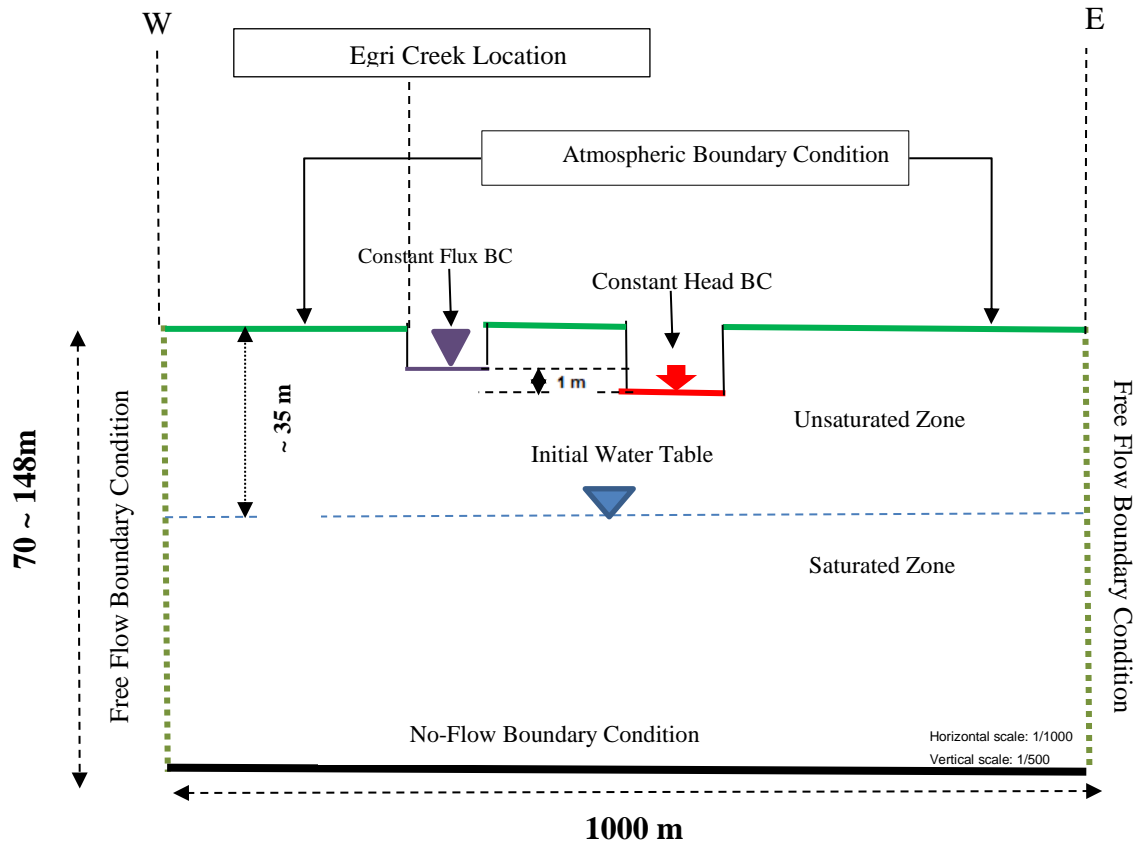 W
E
Egri Creek Location
Atmospheric Boundary Condition
Constant Flux BC
Constant Head BC
1 m
~ 35 m
Unsaturated Zone
Initial Water Table
70 ~ 148m
Free Flow Boundary Condition
Free Flow Boundary Condition
Saturated Zone
No-Flow Boundary Condition
Horizontal scale: 1/1000
Vertical scale: 1/500
1000 m